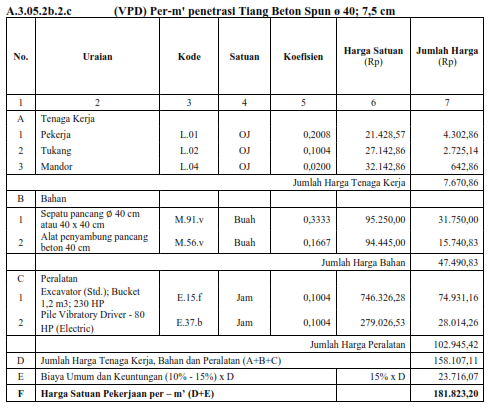 A.3.05.2b.2.c (VPD) Per-m' penetrasi Tiang Beton Spun ø 40; 7,5 cm
No. Uraian Kode Satuan Koefisien Harga Satuan (Rp) Jumlah Harga (Rp)
1 2 3 4 5 6 7
A Tenaga Kerja
1 Pekerja L.01 OJ 0,2008 21.428,57 4.302,86
2 Tukang L.02 OJ 0,1004 27.142,86 2.725,14
3 Mandor L.04 OJ 0,0200 32.142,86 642,86
Jumlah Harga Tenaga Kerja 7.670,86
B Bahan
1 Sepatu pancang Ø 40 cm atau 40 x 40 cm M.91.v Buah 0,3333 95.250,00 31.750,00
2 Alat penyambung pancang beton 40 cm M.56.v Buah 0,1667 94.445,00 15.740,83
Jumlah Harga Bahan 47.490,83
C Peralatan
1 Excavator (Std.); Bucket 1,2 m3; 230 HP E.15.f Jam 0,1004 746.326,28 74.931,16
2 Pile Vibratory Driver - 80 HP (Electric) E.37.b Jam 0,1004 279.026,53 28.014,26
Jumlah Harga Peralatan 102.945,42
D Jumlah Harga Tenaga Kerja, Bahan dan Peralatan (A+B+C) 158.107,11
E Biaya Umum dan Keuntungan (10% - 15%) x D 15% x D 23.716,07
F Harga Satuan Pekerjaan per – m' (D+E) 181.823,20